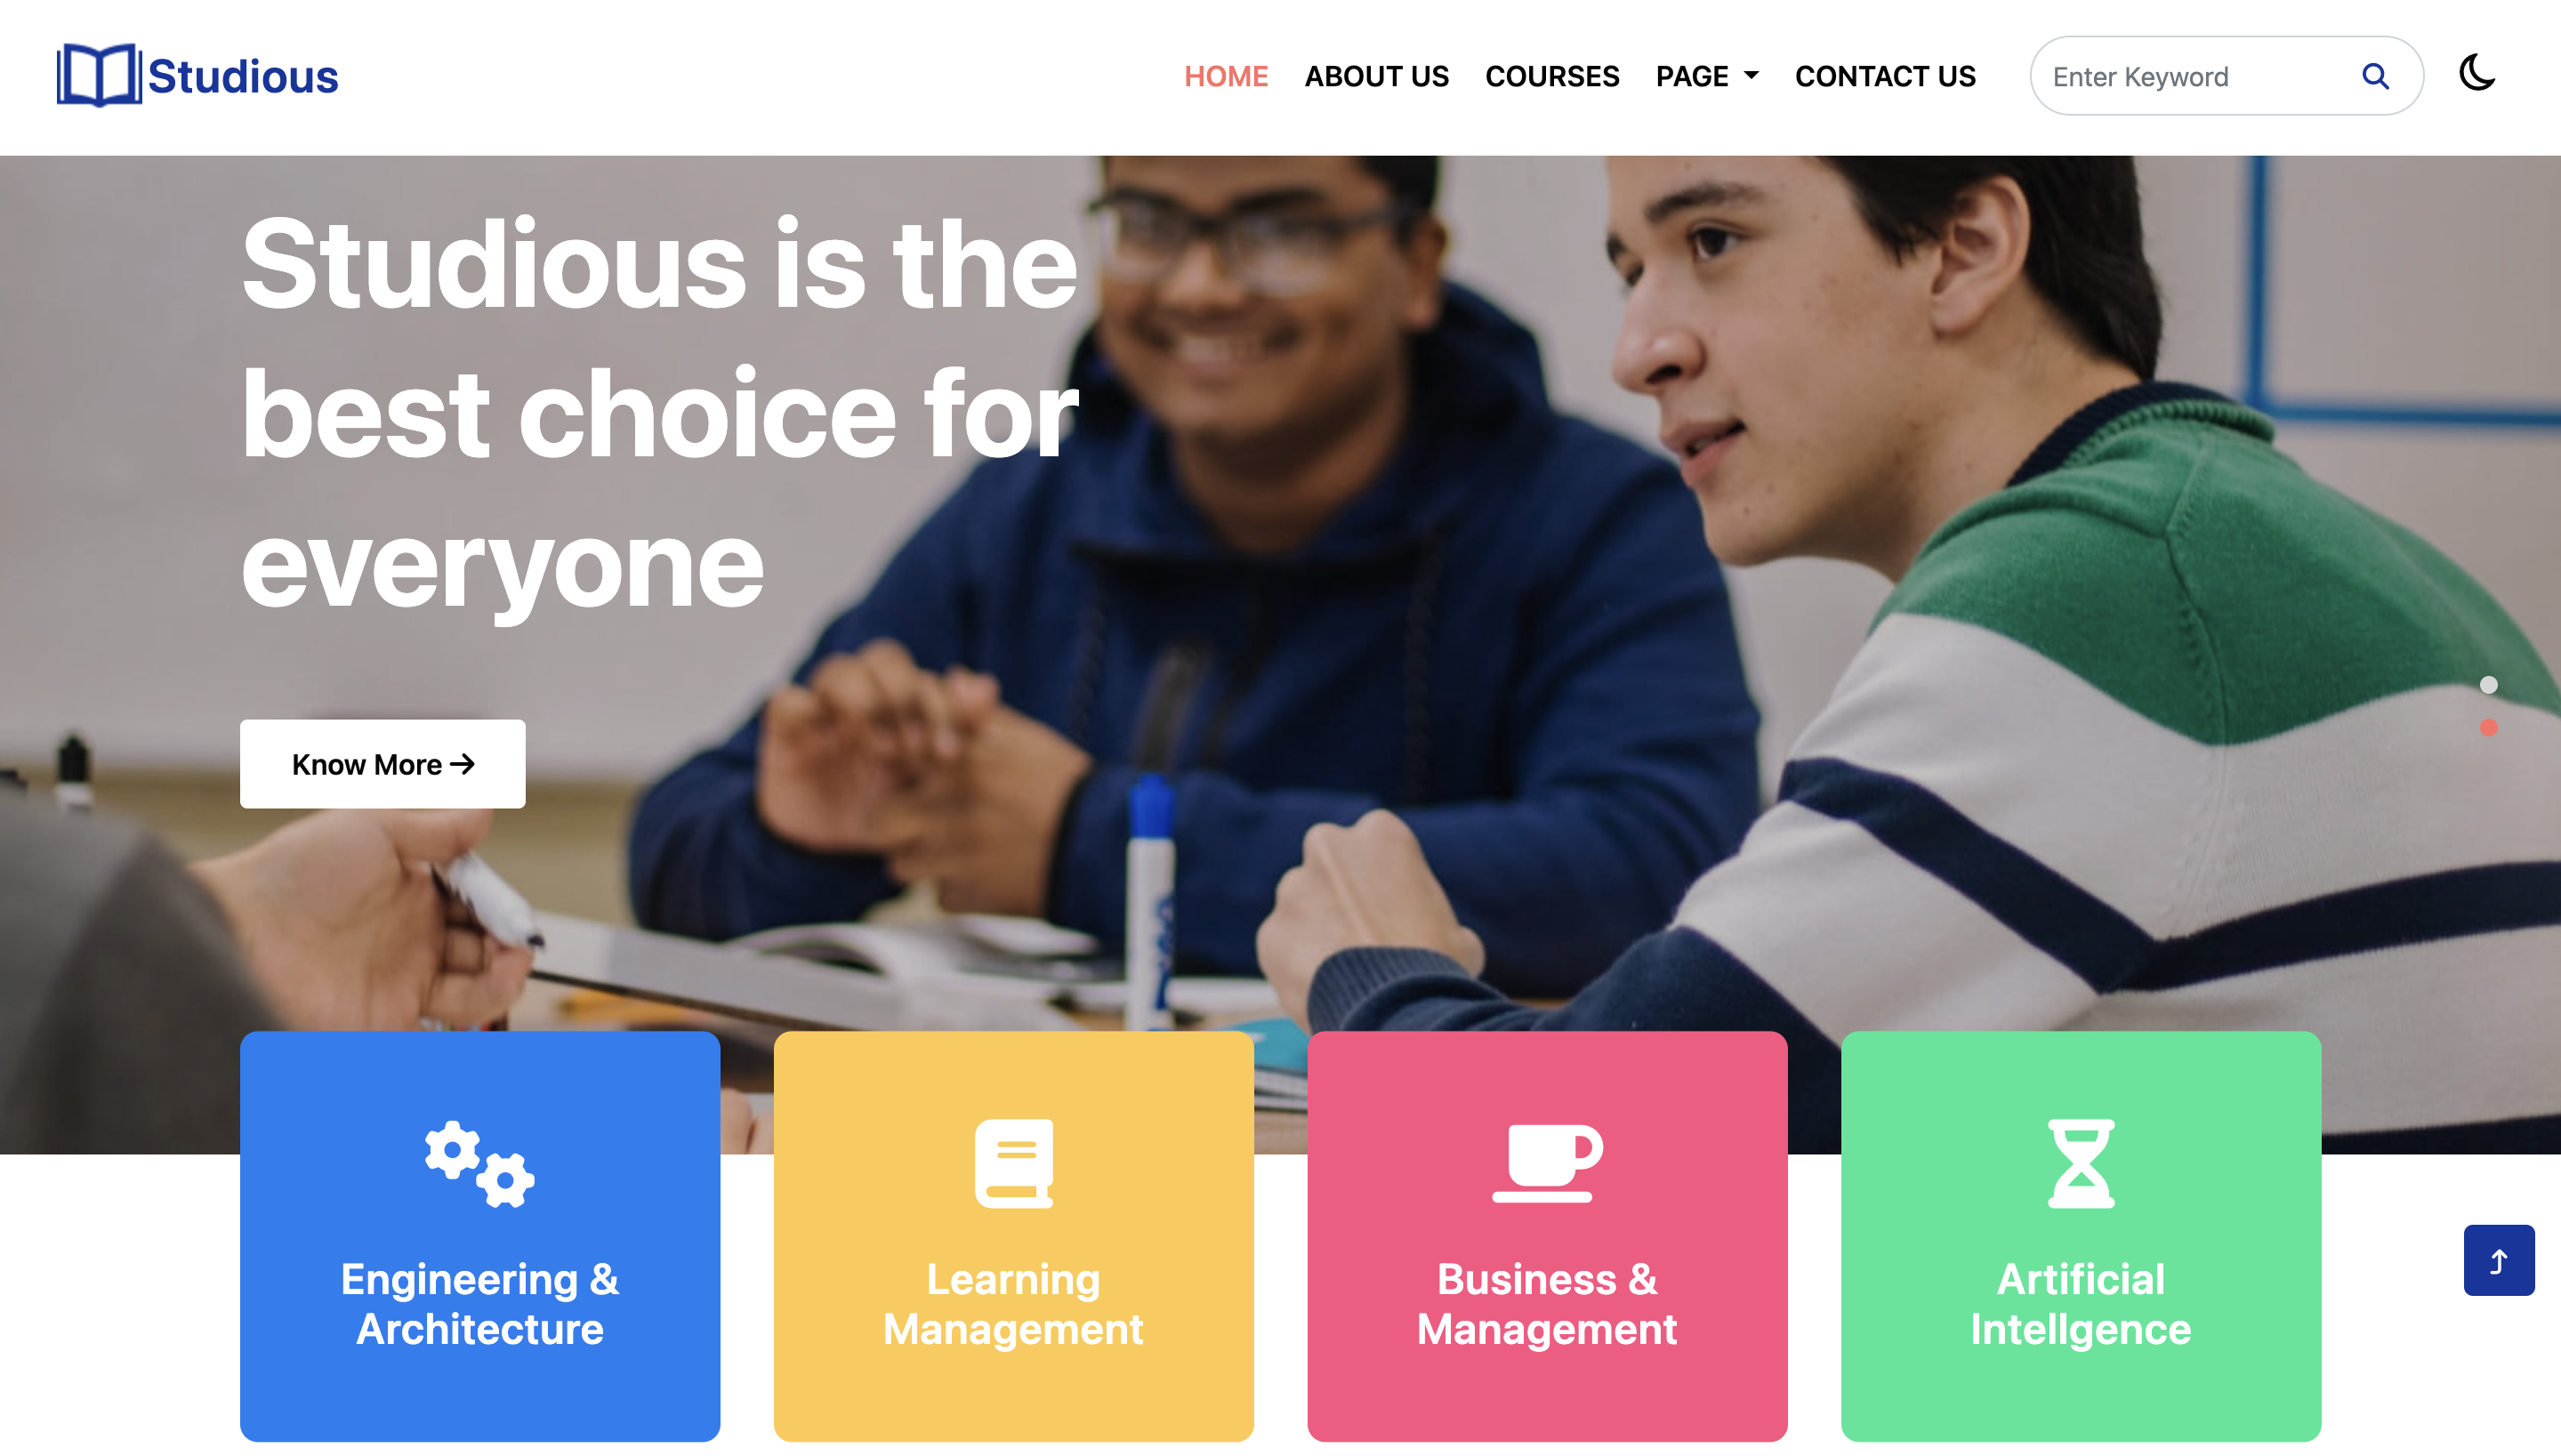 Studious
HOME
ABOUT US
COURSES
PAGE
CONTACT US
Enter Keyword
Studious is the
best choice for
everyone
Know More →
Engineering &
Architecture
Learning
Management
Business &
Management
Artificial
Intellgence